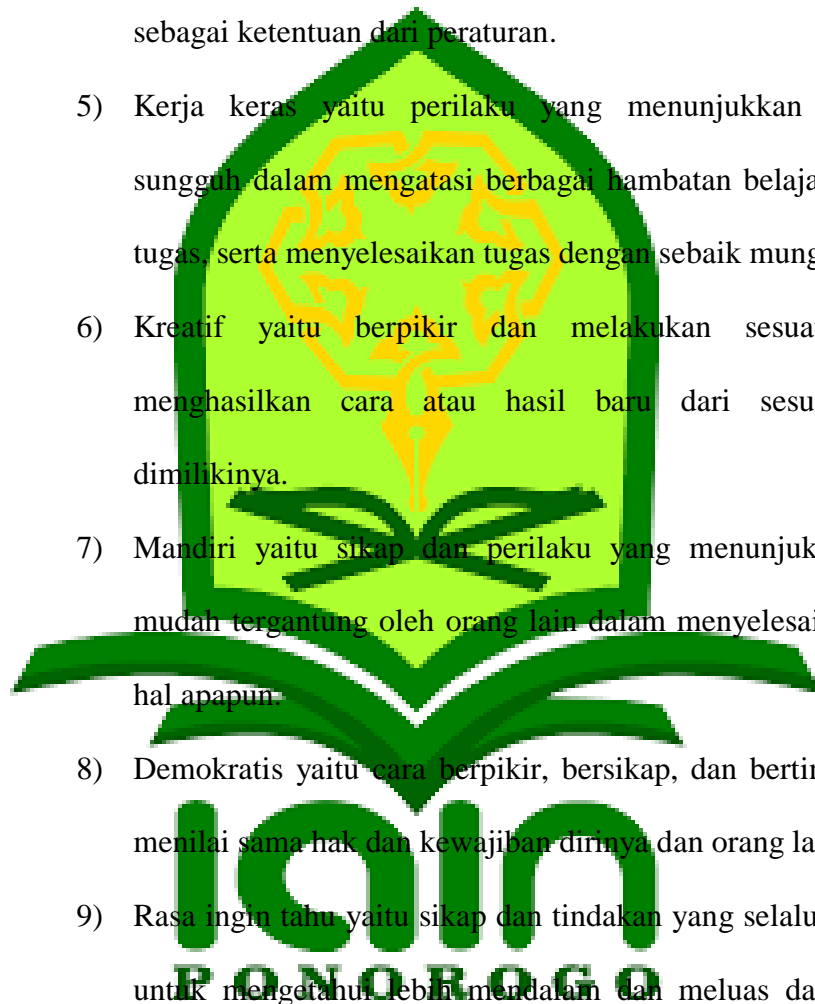 sebagai ketentuan dari peraturan.
5) Kerja keras yaitu perilaku yang menunjukkan
sungguh dalam mengatasi berbagai hambatan belaja
tugas, serta menyelesaikan tugas dengan sebaik mung
6) Kreatif yaitu berpikir dan melakukan sesua
menghasilkan cara atau hasil baru dari sesu
dimilikinya.
7) Mandiri yaitu sikap dan perilaku yang menunjuk
mudah tergantung oleh orang lain dalam menyelesai
hal apapun.
8) Demokratis yaitu cara berpikir, bersikap, dan bertin
menilai sama hak dan kewajiban dirinya dan orang la
iain
9) Rasa ingin tahu yaitu sikap dan tindakan yang selalu
PONOROGO
untuk mengetahui lebih mendalam dan meluas da